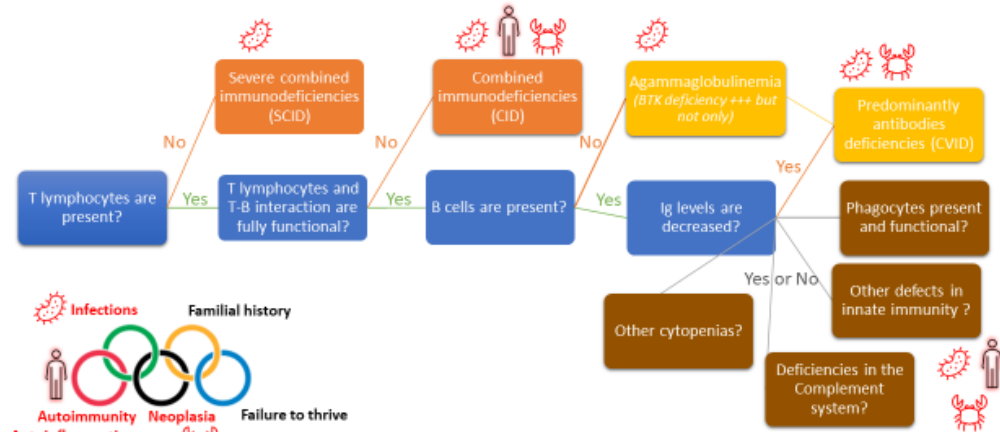 Severe combined
immunodeficiencies
(SCID)
Combined
immunodeficiencies
(CID)
Agammaglobulinemia
(BTK deficiency +++ but
not only)
Predominantly
antibodies
deficiencies (CVID)
No
No
No
Yes
T lymphocytes are
present?
Yes
T lymphocytes and
T-B interaction are
fully functional?
Yes
B cells are present?
Yes
Ig levels are
decreased?
Phagocytes present
and functional?
Yes or No
Other defects in
innate immunity ?
Other cytopenias?
Deficiencies in the
Complement
system?
Infections
Familial history
Autoimmunity
Neoplasia
Failure to thrive